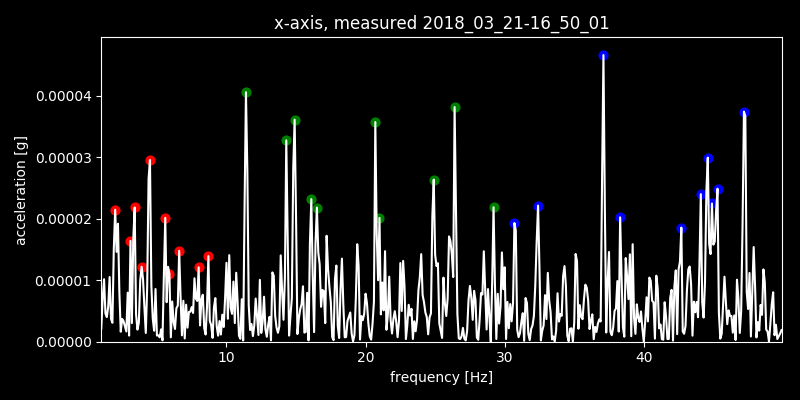 x-axis, measured 2018_03_21-16_50_01
acceleration [g]
0.00004
0.00003
0.00002
0.00001
0.00000
10 20 30 40
frequency [Hz]